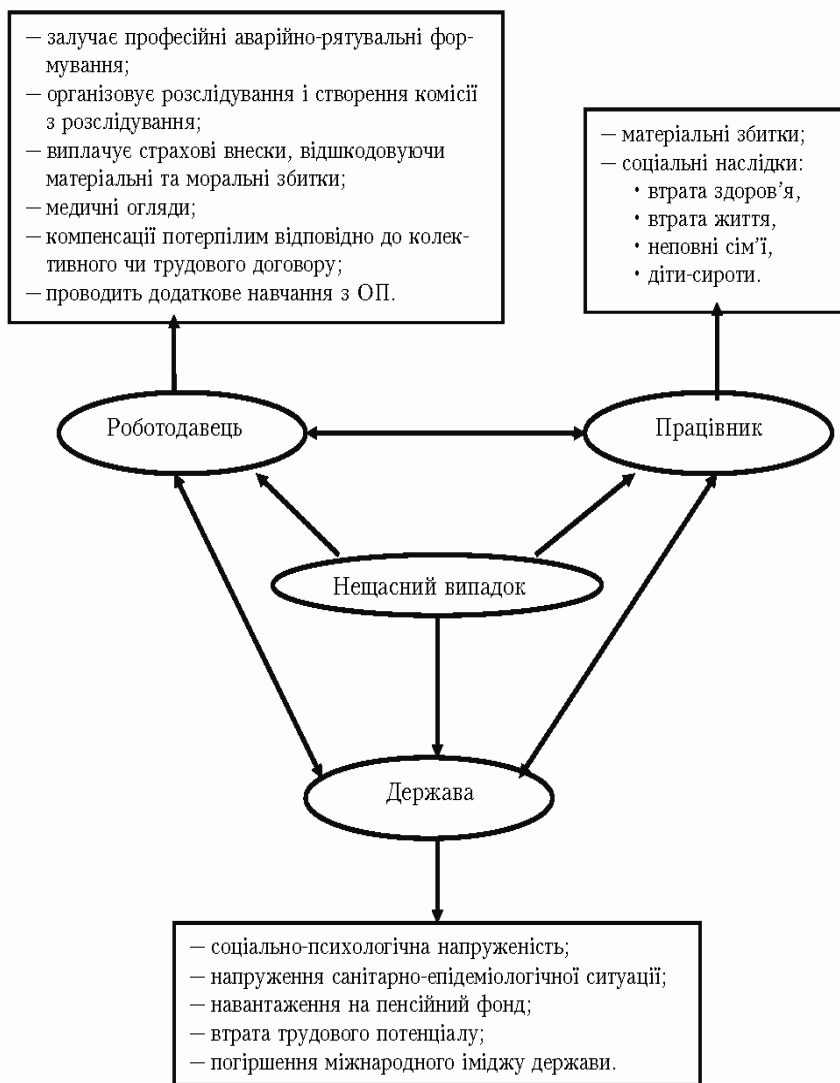 — залучає професійні аварійно-рятувальні фор-
мування;
— організовує розслідування і створення комісії
з розслідування;
— виплачує страхові внески, відшкодовуючи
матеріальні та моральні збитки;
— медичні огляди;
— компенсації потерпілим відповідно до колек-
тивного чи трудового договору;
— проводить додаткове навчання з ОП.
— матеріальні збитки;
— соціальні наслідки:
• втрата здоров’я,
• втрата життя,
• неповні сім’ї,
• діти-сироти.
Роботодавець
Працівник
Нещасний випадок
Держава
— соціально-психологічна напруженість;
— напруження санітарно-епідеміологічної ситуації;
— навантаження на пенсійний фонд;
— втрата трудового потенціалу;
— погіршення міжнародного іміджу держави.